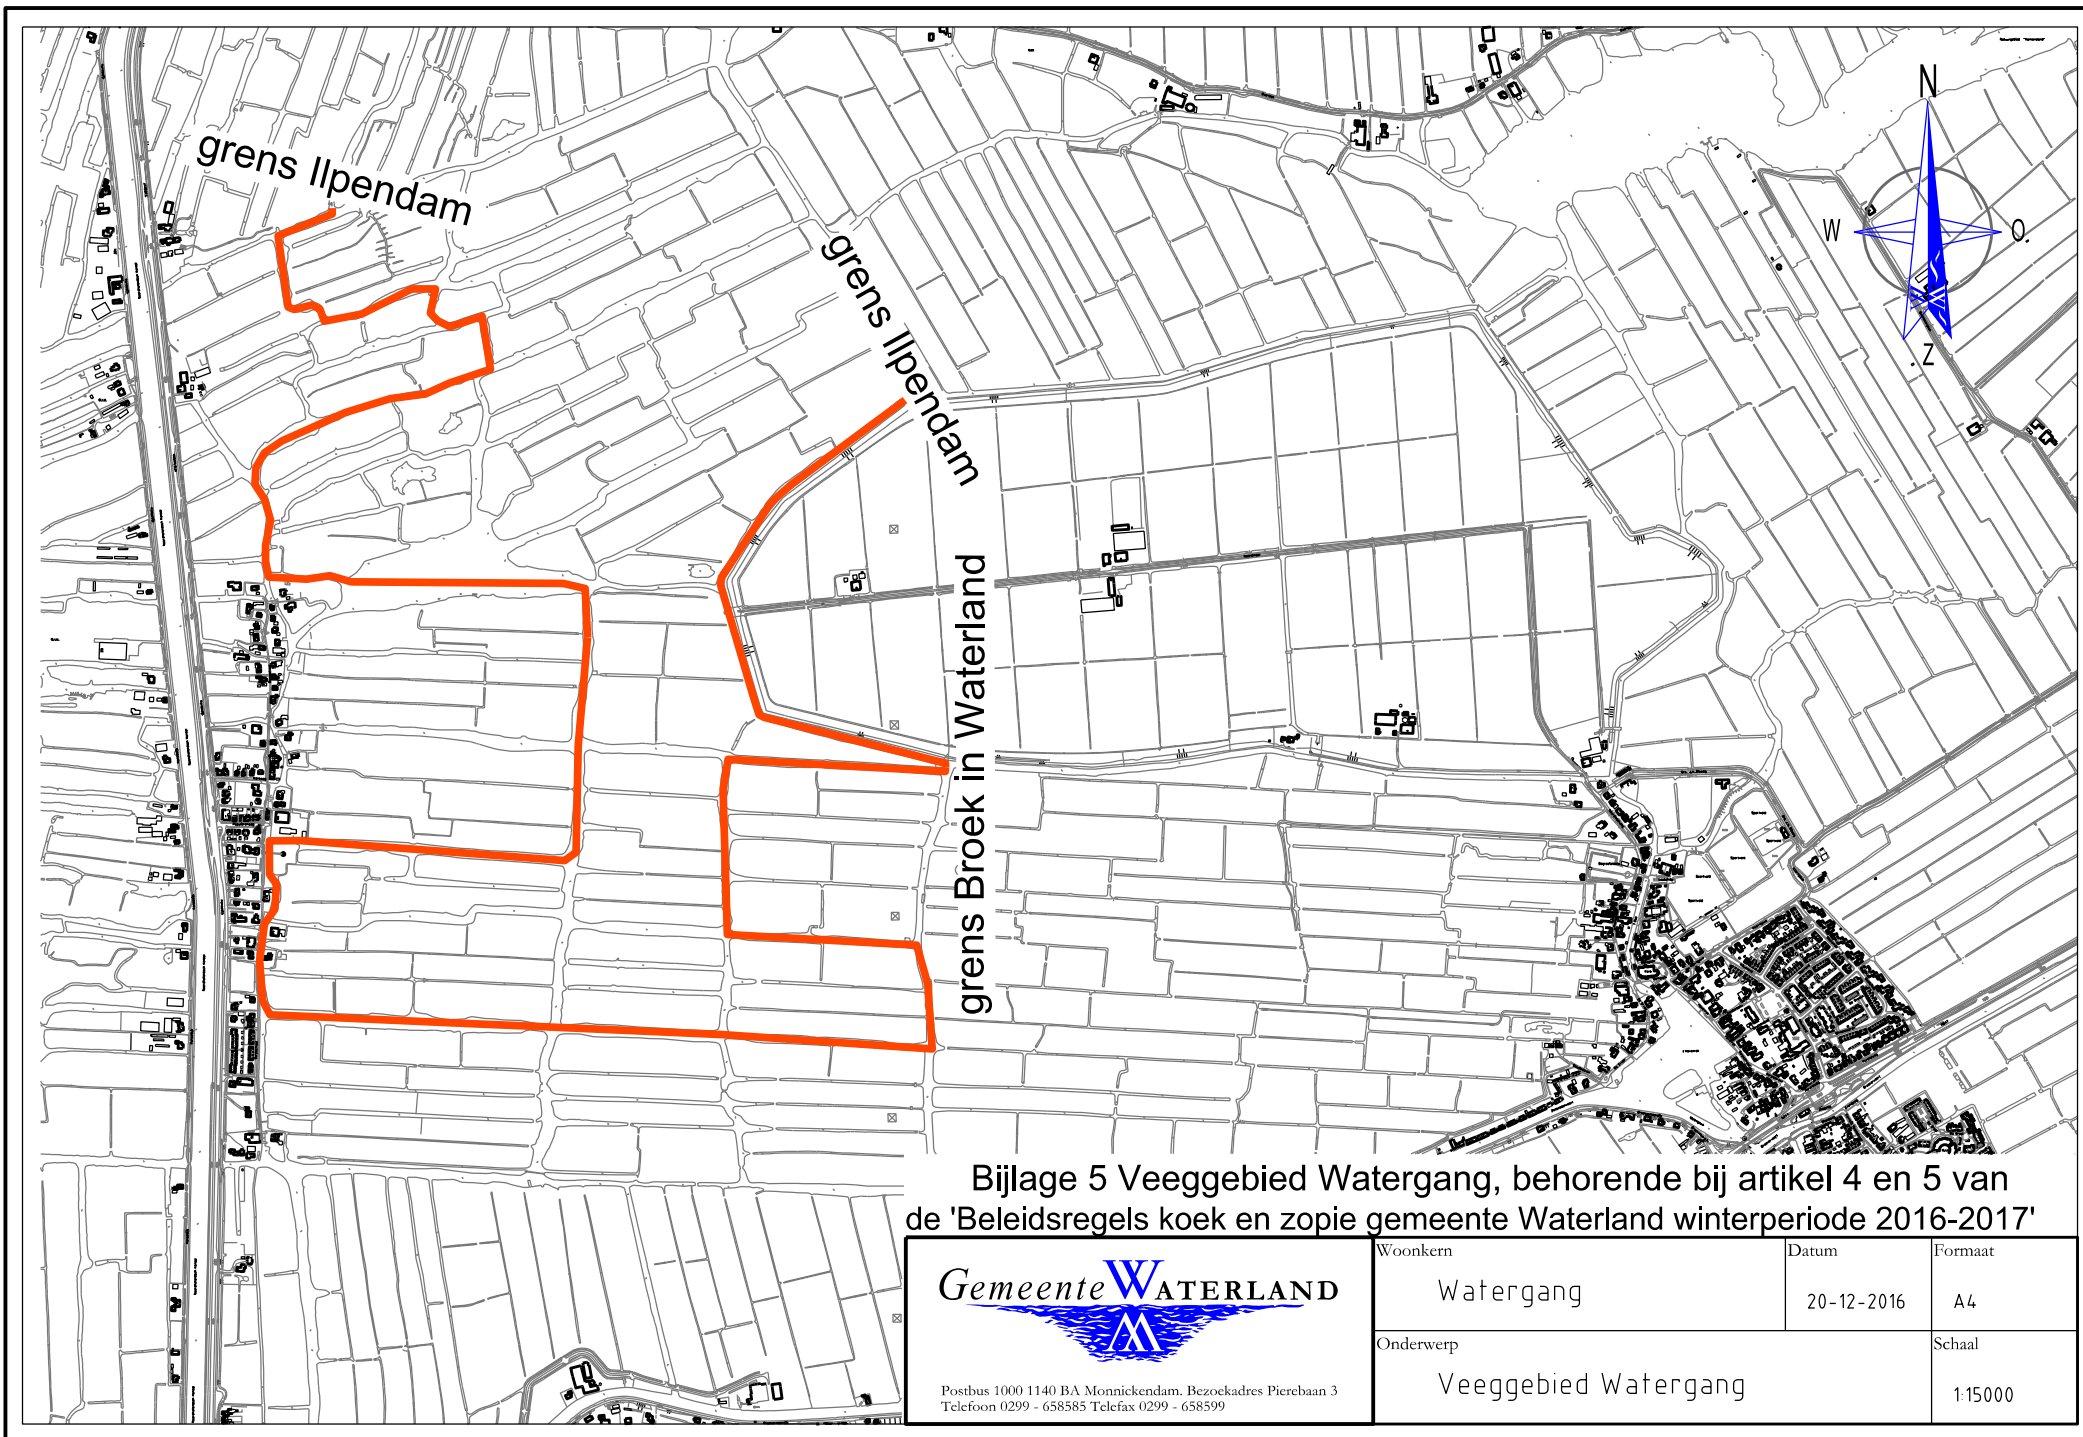 grens Ilpendam
grens Ilpendam
grens Broek in Waterland
N
W
O.
Z
Bijlage 5 Veeggebied Watergang, behorende bij artikel 4 en 5 van
de 'Beleidsregels koek en zopie gemeente Waterland winterperiode 2016-2017'
Gemeente WATERLAND
Postbus 1000 1140 BA Monnickendam. Bezoekadres Pierebaan 3
Telefoon 0299 - 658585 Telefax 0299 - 658599
Woonkern
Watergang
Datum
20-12-2016
Formaat
A4
Onderwerp
Veeggebied Watergang
Schaal
1:15000